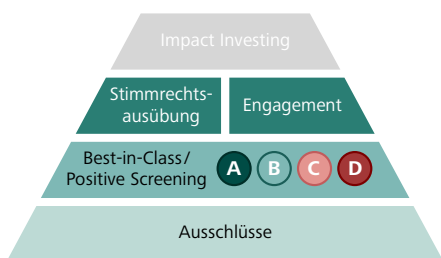 Impact Investing
Stimmrechts-
ausübung
Engagement
Best-in-Class/
Positive Screening
A B C D
Ausschlüsse